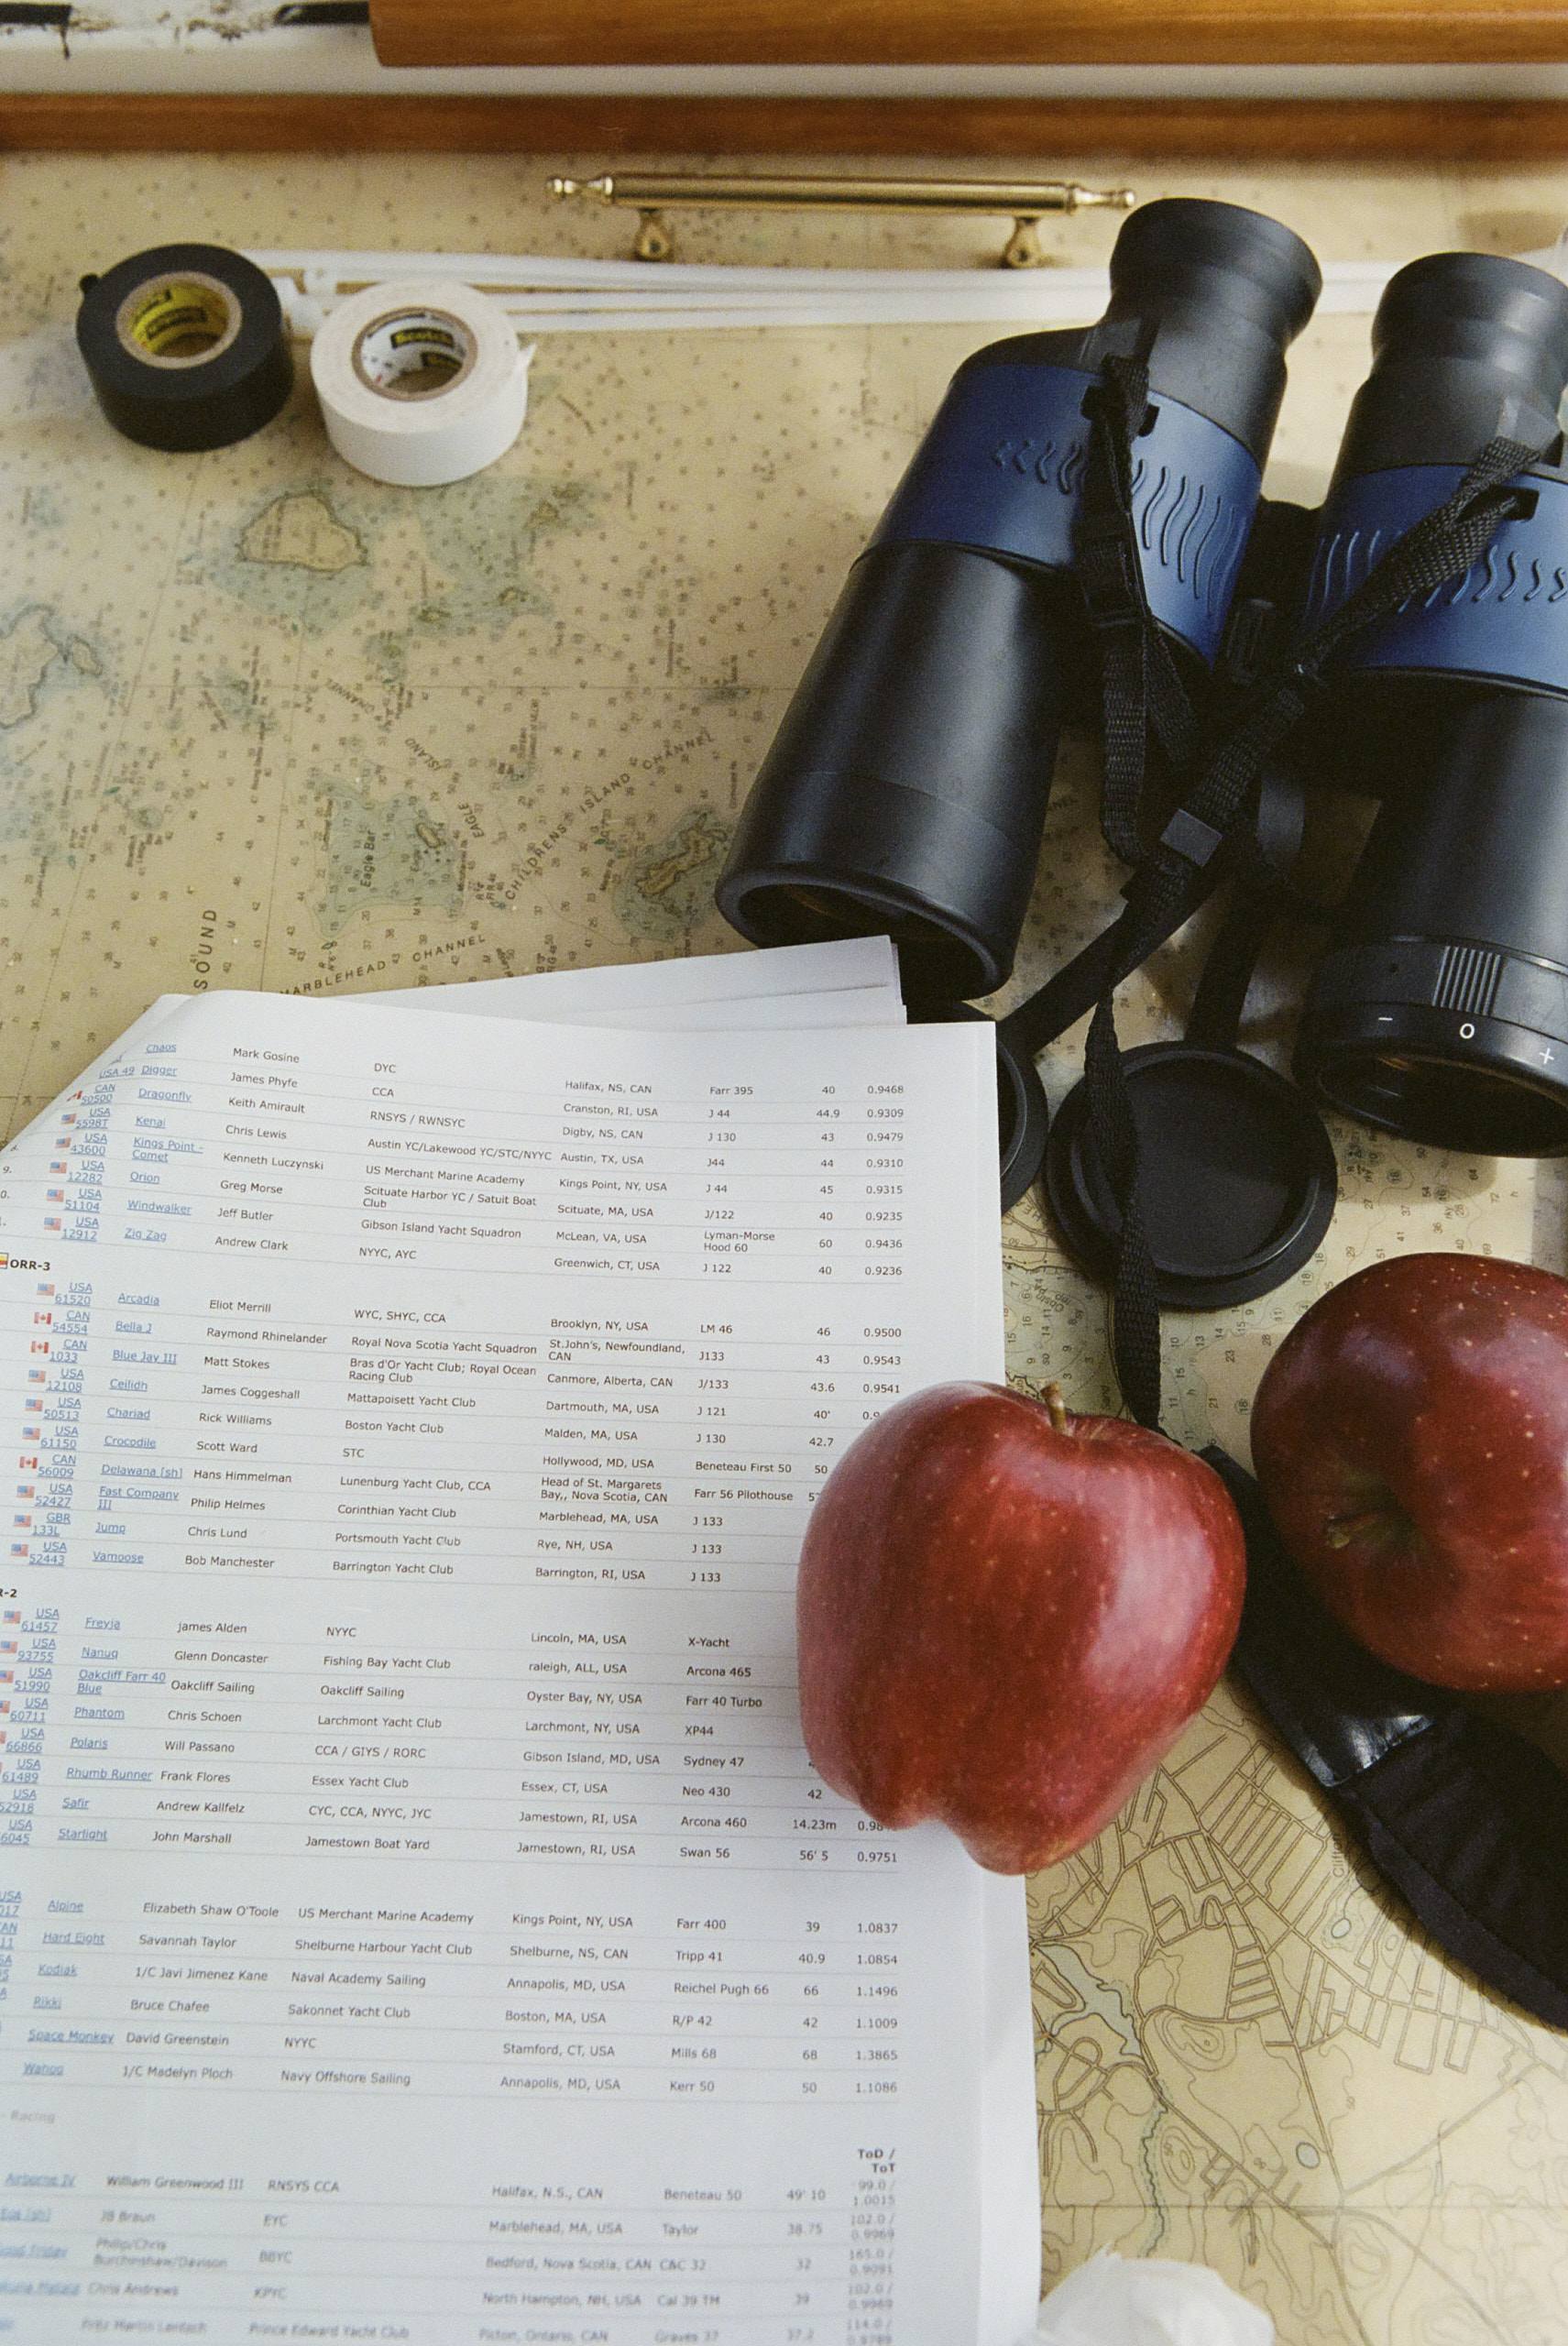 Scotch
ISLAND
EAGLE
CHILDRENS ISLAND CHANNEL
Eagle Bar
SOUND
MARBLEHEAD CHANNEL
- O +
Chaos Mark Gosine DYC Halifax, NS, CAN Farr 395 40 0.9468
USA 49 Digger James Phyfe CCA Cranston, RI, USA J 44 44.9 0.9309
CAN 50500 Dragonfly Keith Amirault RNSYS / RWNSYC Digby, NS, CAN J 130 43 0.9479
USA 5598T Kenai Chris Lewis Austin YC/Lakewood YC/STC/NYYC Austin, TX, USA J44 44 0.9310
USA 43600 Kings Point - Comet Kenneth Luczynski US Merchant Marine Academy Kings Point, NY, USA J 44 45 0.9315
9. USA 12282 Orion Greg Morse Scituate Harbor YC / Satuit Boat Club Scituate, MA, USA J/122 40 0.9235
0. USA 51104 Windwalker Jeff Butler Gibson Island Yacht Squadron McLean, VA, USA Lyman-Morse Hood 60 60 0.9436
1. USA 12912 Zig Zag Andrew Clark NYYC, AYC Greenwich, CT, USA J 122 40 0.9236
ORR-3
USA 61520 Arcadia Eliot Merrill WYC, SHYC, CCA Brooklyn, NY, USA LM 46 46 0.9500
CAN 54554 Bella J Raymond Rhinelander Royal Nova Scotia Yacht Squadron St.John's, Newfoundland, CAN J133 43 0.9543
CAN 1033 Blue Jay III Matt Stokes Bras d'Or Yacht Club; Royal Ocean Racing Club Canmore, Alberta, CAN J/133 43.6 0.9541
USA 12108 Ceilidh James Coggeshall Mattapoisett Yacht Club Dartmouth, MA, USA J 121 40' 0.9
USA 50513 Chariad Rick Williams Boston Yacht Club Malden, MA, USA J 130 42.7
USA 61150 Crocodile Scott Ward STC Hollywood, MD, USA Beneteau First 50 50
CAN 56009 Delawana [sh] Hans Himmelman Lunenburg Yacht Club, CCA Head of St. Margarets Bay,, Nova Scotia, CAN Farr 56 Pilothouse 5
USA 52427 Fast Company III Philip Helmes Corinthian Yacht Club Marblehead, MA, USA J 133
GBR 133L Jump Chris Lund Portsmouth Yacht Club Rye, NH, USA J 133
USA 52443 Vamoose Bob Manchester Barrington Yacht Club Barrington, RI, USA J 133
R-2
USA 61457 Freyja james Alden NYYC Lincoln, MA, USA X-Yacht
USA 93755 Nanuq Glenn Doncaster Fishing Bay Yacht Club raleigh, ALL, USA Arcona 465
USA 51990 Oakcliff Farr 40 Blue Oakcliff Sailing Oakcliff Sailing Oyster Bay, NY, USA Farr 40 Turbo
USA 60711 Phantom Chris Schoen Larchmont Yacht Club Larchmont, NY, USA XP44
USA 66866 Polaris Will Passano CCA / GIYS / RORC Gibson Island, MD, USA Sydney 47
USA 61489 Rhumb Runner Frank Flores Essex Yacht Club Essex, CT, USA Neo 430 42
USA 52918 Safir Andrew Kallfelz CYC, CCA, NYYC, JYC Jamestown, RI, USA Arcona 460 14.23m 0.98
USA 6045 Starlight John Marshall Jamestown Boat Yard Jamestown, RI, USA Swan 56 56' 5 0.9751
USA 017 Alpine Elizabeth Shaw O'Toole US Merchant Marine Academy Kings Point, NY, USA Farr 400 39 1.0837
AN 11 Hard Eight Savannah Taylor Shelburne Harbour Yacht Club Shelburne, NS, CAN Tripp 41 40.9 1.0854
Kodiak 1/C Javi Jimenez Kane Naval Academy Sailing Annapolis, MD, USA Reichel Pugh 66 66 1.1496
Rikki Bruce Chafee Sakonnet Yacht Club Boston, MA, USA R/P 42 42 1.1009
Space Monkey David Greenstein NYYC Stamford, CT, USA Mills 68 68 1.3865
Wahoo 1/C Madelyn Ploch Navy Offshore Sailing Annapolis, MD, USA Kerr 50 50 1.1086
- Racing
ToD / ToT
Airborne IV William Greenwood III RNSYS CCA Halifax, N.S., CAN Beneteau 50 49' 10 99.0 / 1.0015
JB Braun EYC Marblehead, MA, USA Taylor 38.75 102.0 / 0.9969
Friday Philip/Chris Burchinshaw/Davison BBYC Bedford, Nova Scotia, CAN C&C 32 32 165.0 / 0.9091
Chris Andrews KPYC North Hampton, NH, USA Cal 39 TM 39 102.0 / 0.9969
Prince Edward Yacht Club Picton, Ontario, CAN Graves 37 37.2 114.0 /